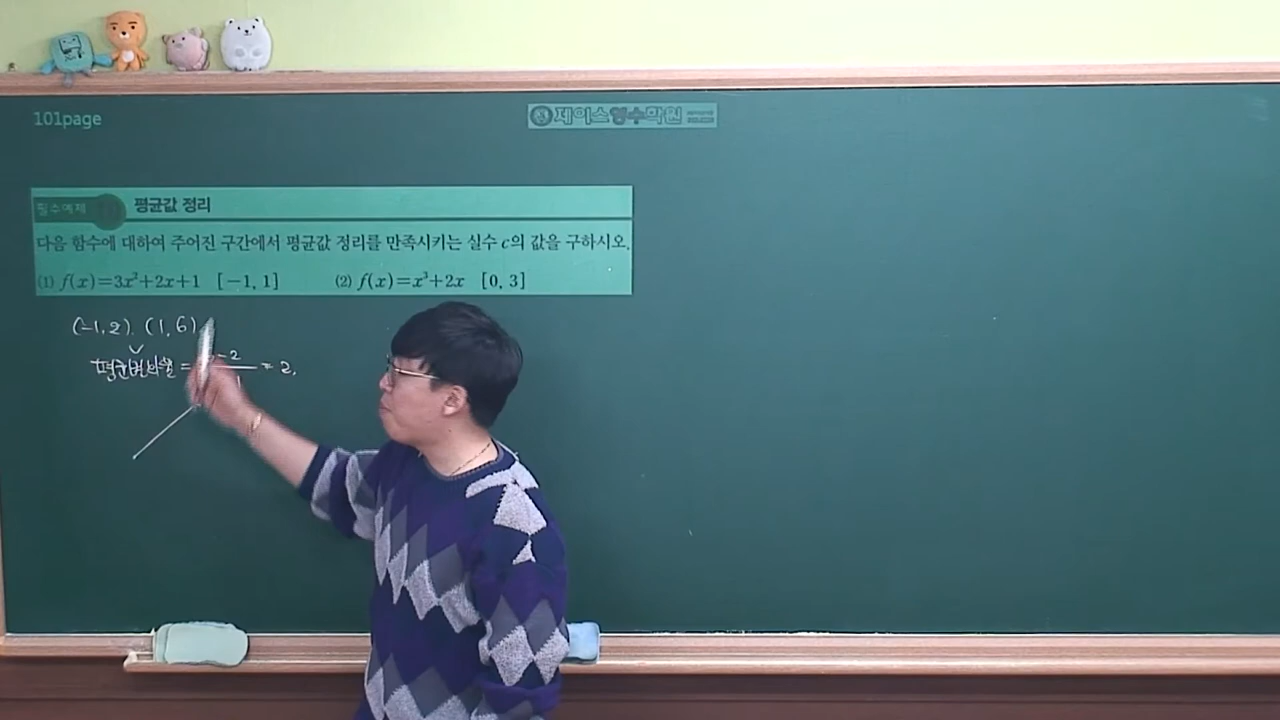 101page
제이스영수학원
필수예제 평균값 정리
다음 함수에 대하여 주어진 구간에서 평균값 정리를 만족시키는 실수 c의 값을 구하시오.
(1) f(x)=3x²+2x+1 [-1, 1] (2) f(x)=x³+2x [0, 3]
(-1, 2). (1, 6)
평균변화율 = -2 = 2.